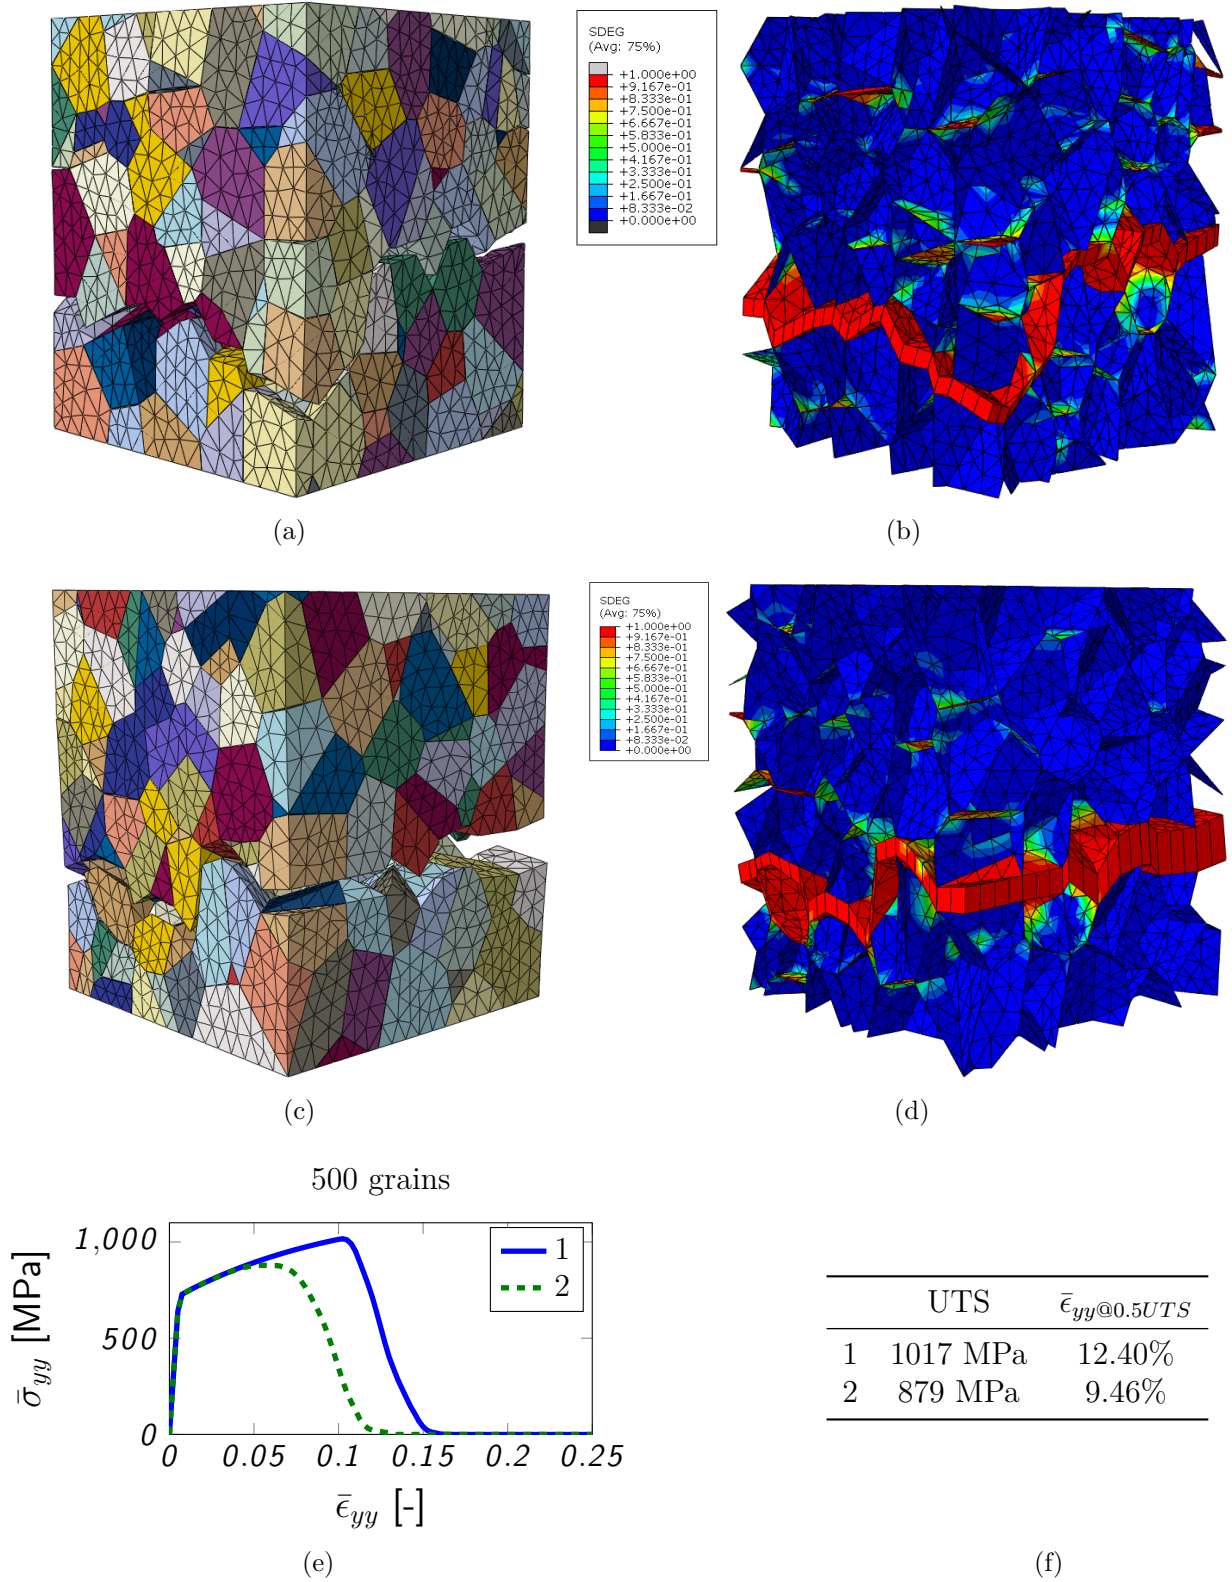 SDEG
(Avg: 75%)
+1.000e+00
+9.167e-01
+8.333e-01
+7.500e-01
+6.667e-01
+5.833e-01
+5.000e-01
+4.167e-01
+3.333e-01
+2.500e-01
+1.667e-01
+8.333e-02
+0.000e+00
(a)
(b)
SDEG
(Avg: 75%)
+1.000e+00
+9.167e-01
+8.333e-01
+7.500e-01
+6.667e-01
+5.833e-01
+5.000e-01
+4.167e-01
+3.333e-01
+2.500e-01
+1.667e-01
+8.333e-02
+0.000e+00
(c)
(d)
500 grains
σ̄yy [MPa]
1,000
500
0
1
2
0 0.05 0.1 0.15 0.2 0.25
ϵ̄yy [-]
(e)
UTS ϵ̄yy@0.5UTS
1 1017 MPa 12.40%
2 879 MPa 9.46%
(f)